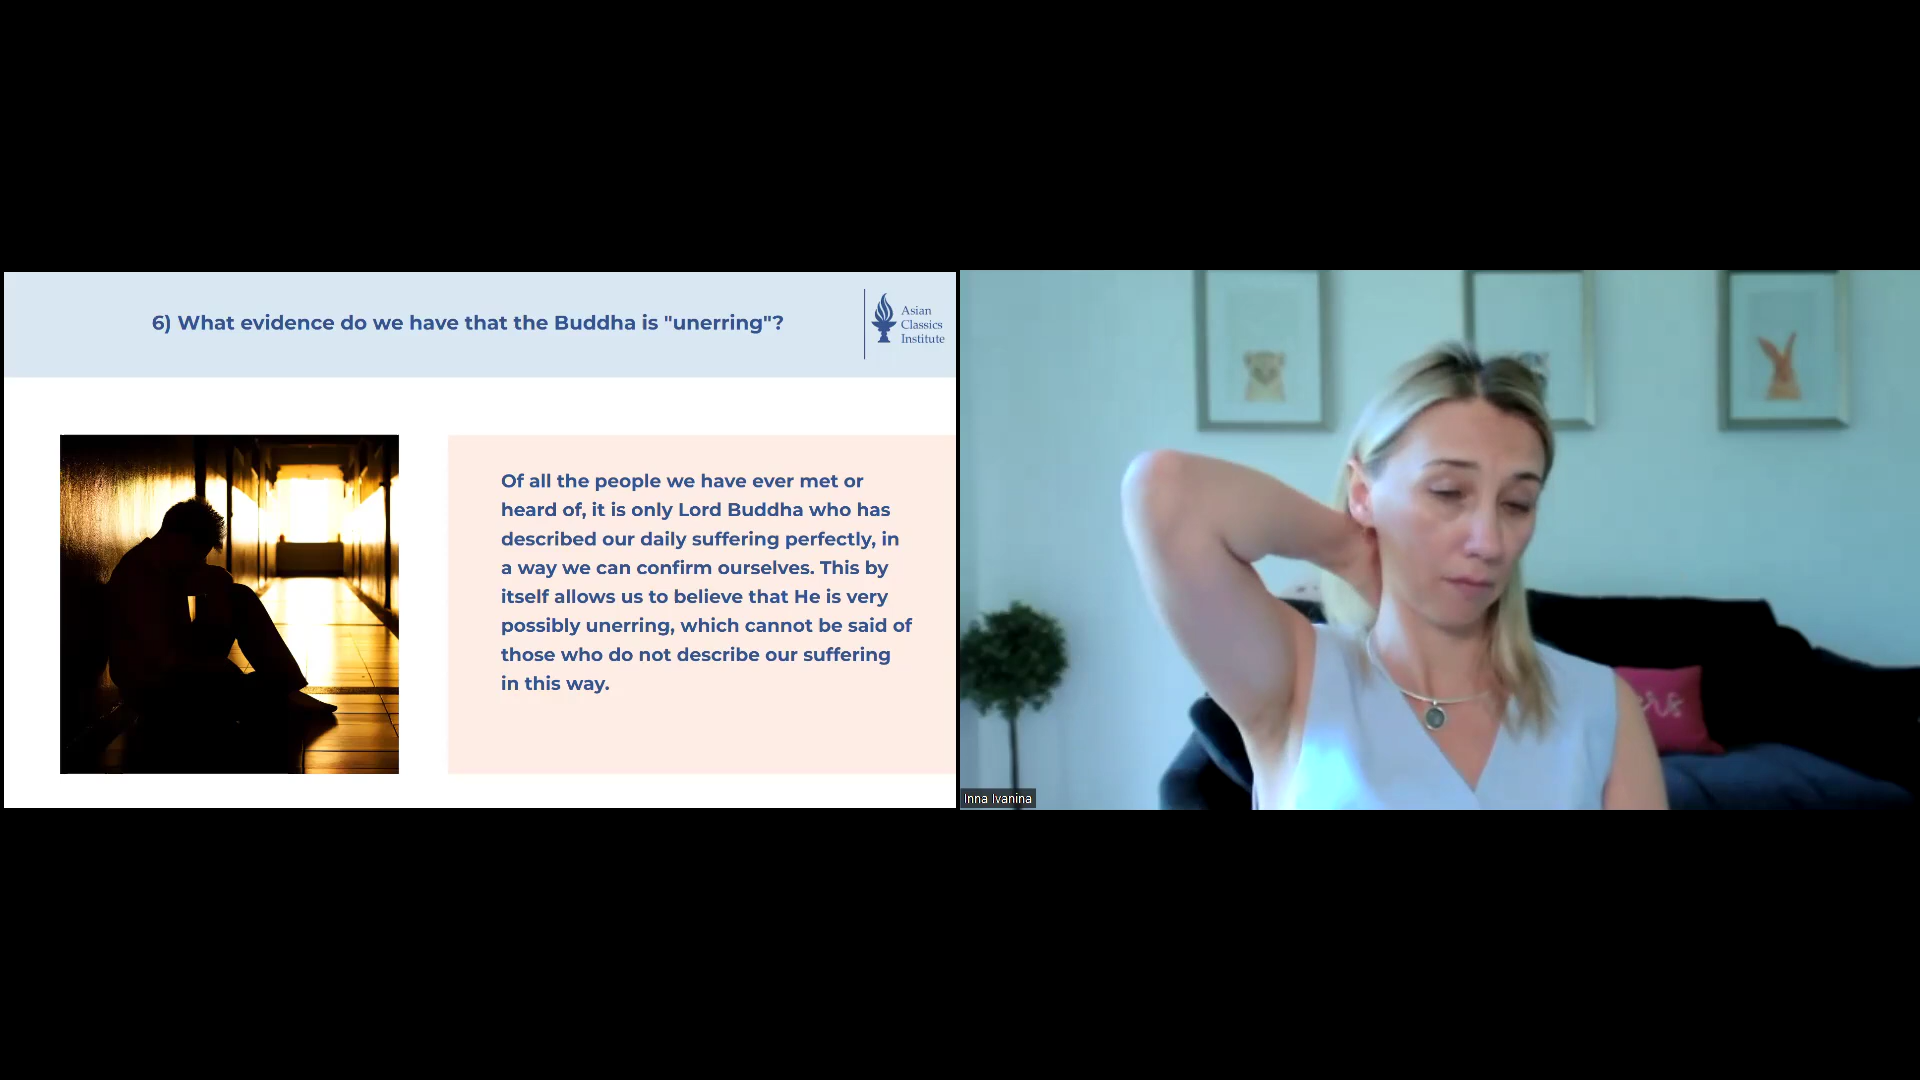 6) What evidence do we have that the Buddha is "unerring"?
Asian
Classics
Institute
Of all the people we have ever met or
heard of, it is only Lord Buddha who has
described our daily suffering perfectly, in
a way we can confirm ourselves. This by
itself allows us to believe that He is very
possibly unerring, which cannot be said of
those who do not describe our suffering
in this way.
Inna Ivanina